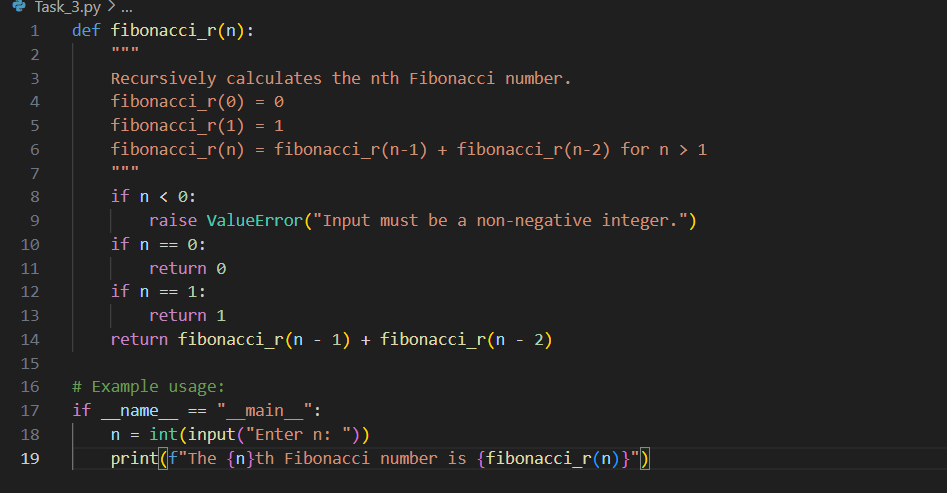 Task_3.py > ...
1 def fibonacci_r(n):
2     """
3     Recursively calculates the nth Fibonacci number.
4     fibonacci_r(0) = 0
5     fibonacci_r(1) = 1
6     fibonacci_r(n) = fibonacci_r(n-1) + fibonacci_r(n-2) for n > 1
7     """
8     if n < 0:
9         raise ValueError("Input must be a non-negative integer.")
10     if n == 0:
11         return 0
12     if n == 1:
13         return 1
14     return fibonacci_r(n - 1) + fibonacci_r(n - 2)
15
16 # Example usage:
17 if __name__ == "__main__":
18     n = int(input("Enter n: "))
19     print(f"The {n}th Fibonacci number is {fibonacci_r(n)}")